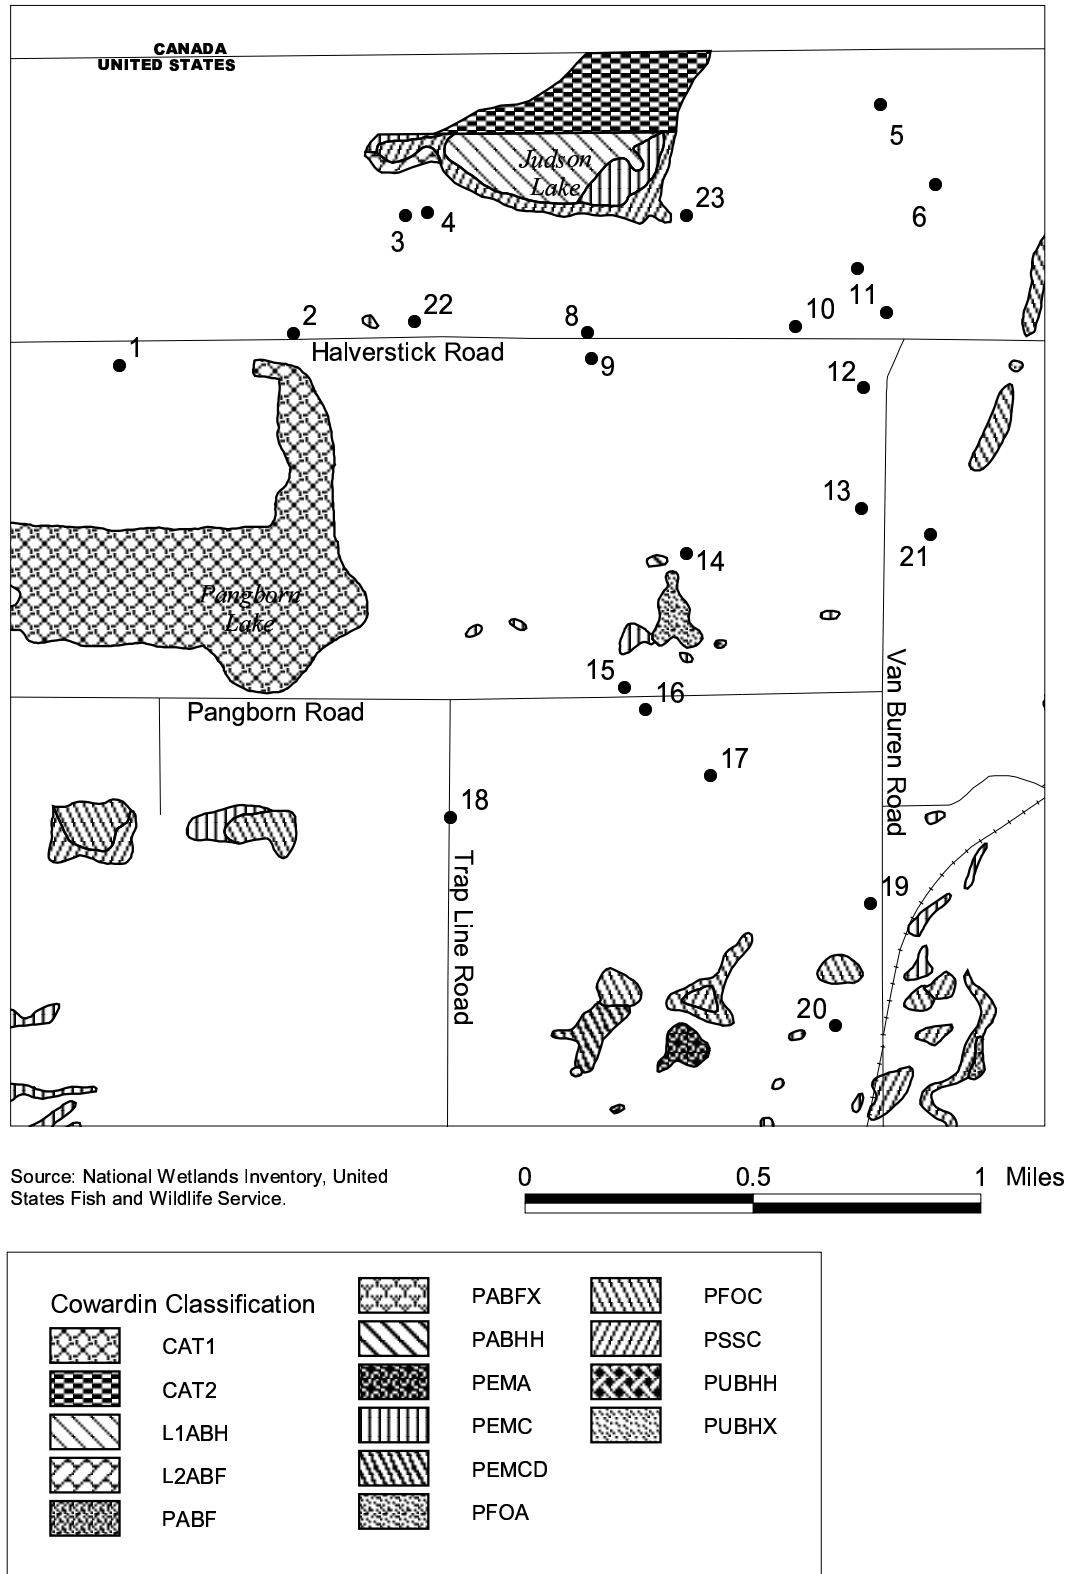 CANADA
UNITED STATES
Judson
Lake
5
23
6
3
4
2
22
8
10
11
1
Halverstick Road
9
12
13
14
21
Pangborn
Lake
15
16
Van Buren Road
Pangborn Road
17
18
Trap Line Road
19
20
Source: National Wetlands Inventory, United
States Fish and Wildlife Service.
0 0.5 1 Miles
Cowardin Classification
CAT1
CAT2
L1ABH
L2ABF
PABF
PABFX
PABHH
PEMA
PEMC
PEMCD
PFOA
PFOC
PSSC
PUBHH
PUBHX